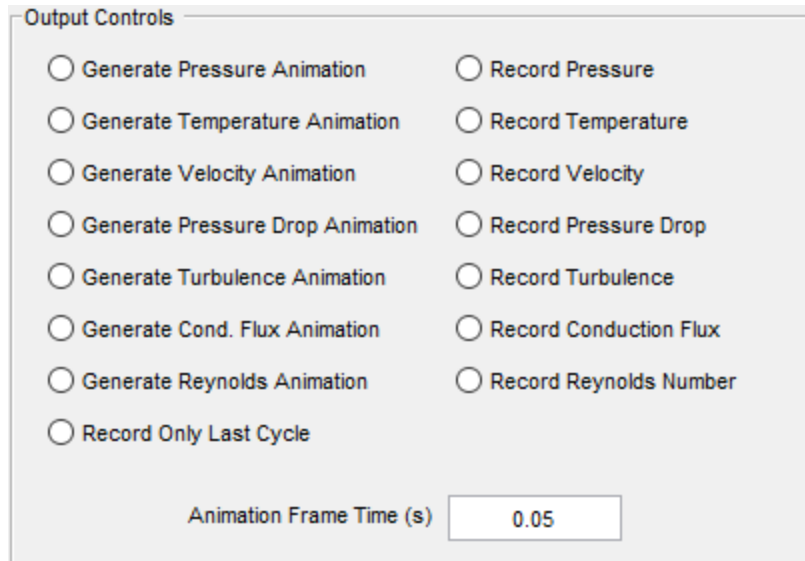 Output Controls
Generate Pressure Animation
Record Pressure
Generate Temperature Animation
Record Temperature
Generate Velocity Animation
Record Velocity
Generate Pressure Drop Animation
Record Pressure Drop
Generate Turbulence Animation
Record Turbulence
Generate Cond. Flux Animation
Record Conduction Flux
Generate Reynolds Animation
Record Reynolds Number
Record Only Last Cycle
Animation Frame Time (s) 0.05